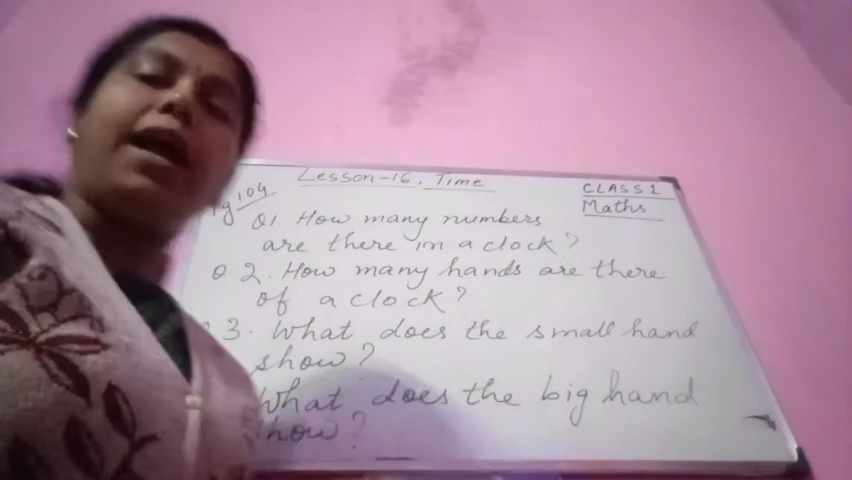 Lesson-16. Time
CLASS 1
Maths
Pg 104
Q1 How many numbers
are there in a clock?
Q 2. How many hands are there
of a clock?
3. What does the small hand
show?
What does the big hand
show?